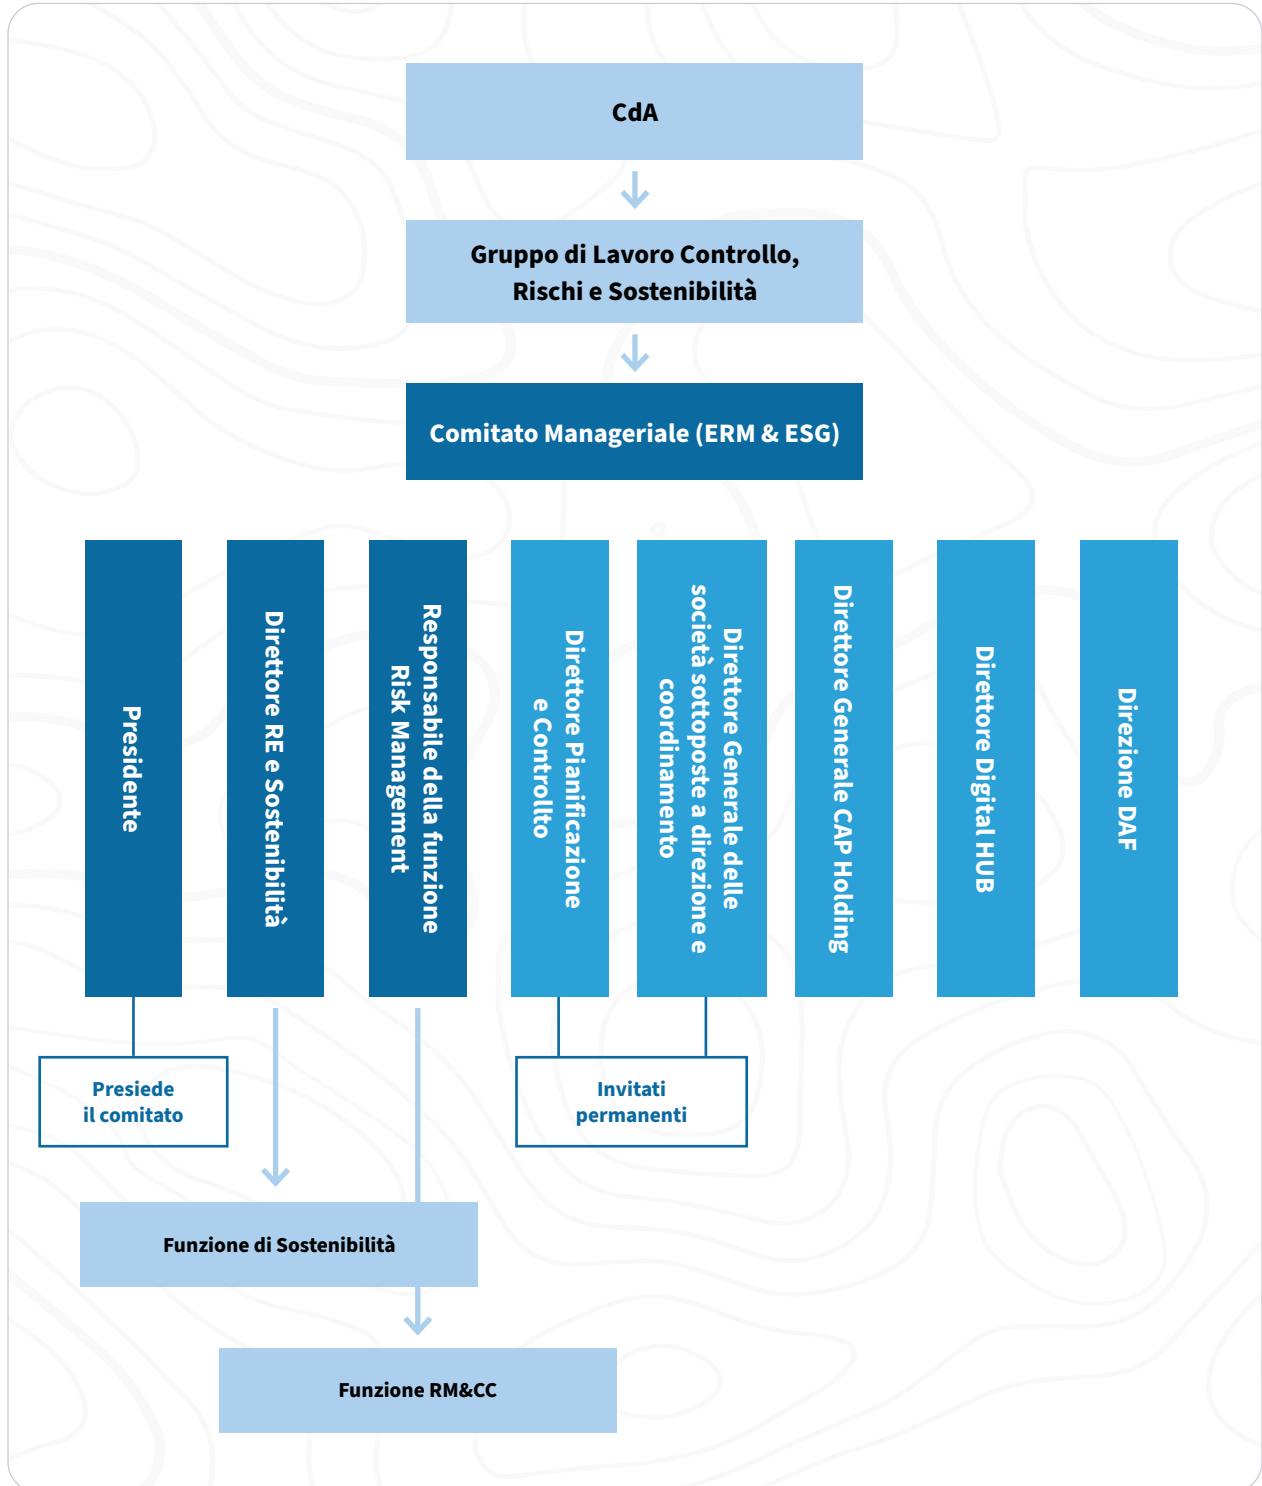 CdA
Gruppo di Lavoro Controllo,
Rischi e Sostenibilità
Comitato Manageriale (ERM & ESG)
Presidente
Direttore RE e Sostenibilità
Responsabile della funzione
Risk Management
Direttore Pianificazione
e Controllto
Direttore Generale delle
società sottoposte a direzione e
coordinamento
Direttore Generale CAP Holding
Direttore Digital HUB
Direzione DAF
Presiede
il comitato
Invitati
permanenti
Funzione di Sostenibilità
Funzione RM&CC